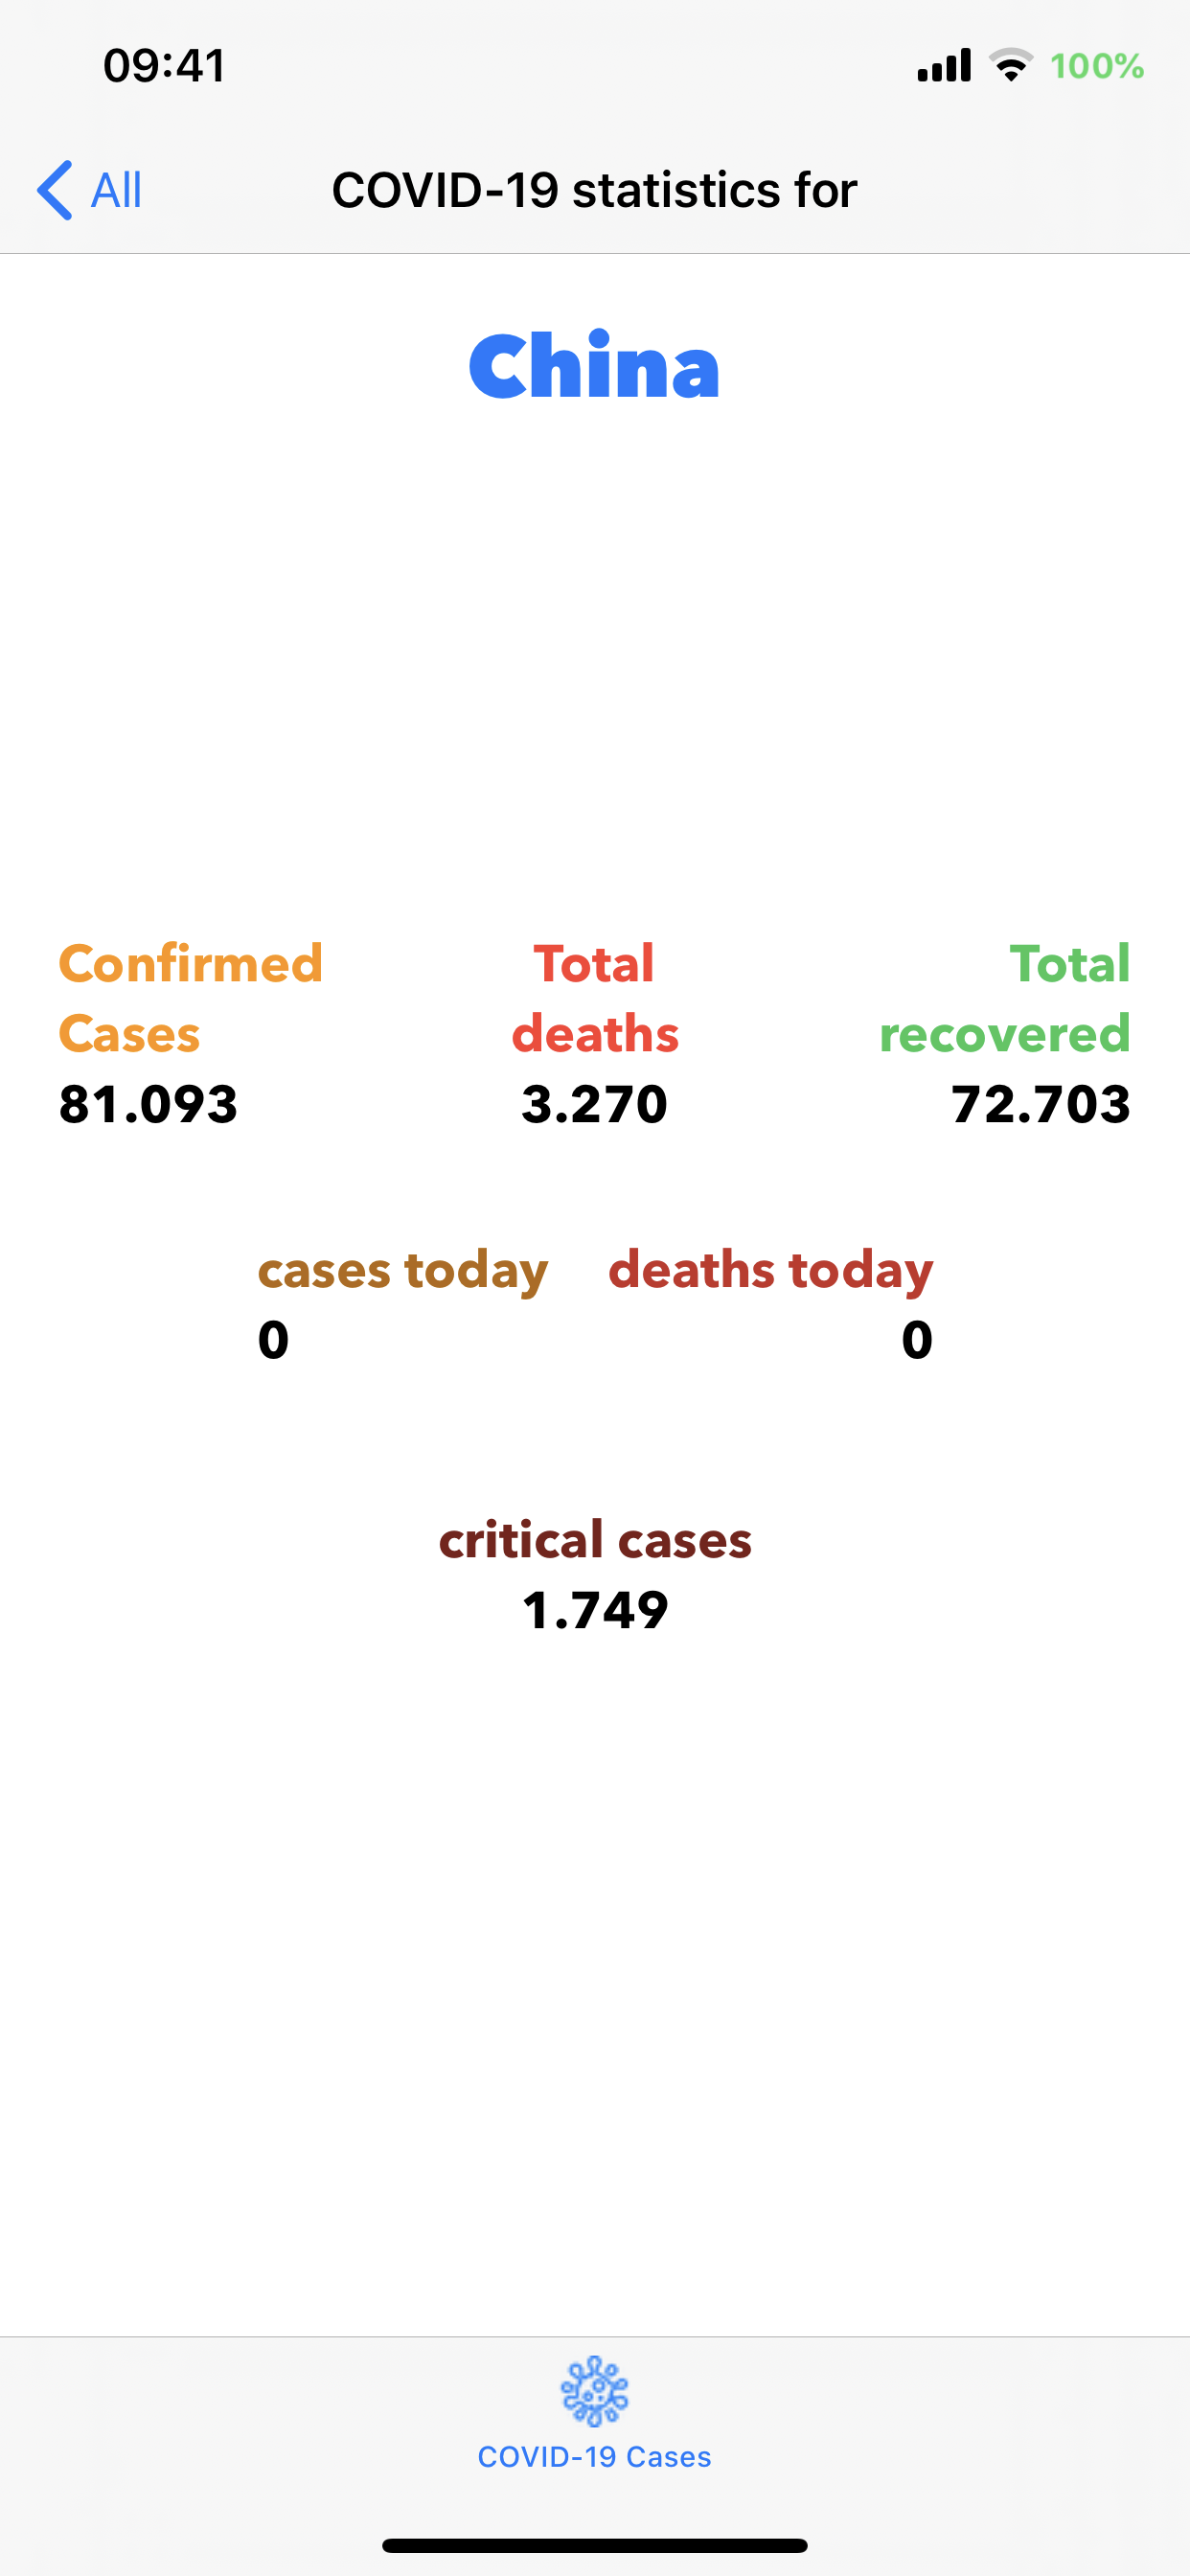 09:41
100%
All
COVID-19 statistics for
China
Confirmed
Cases
81.093
Total
deaths
3.270
Total
recovered
72.703
cases today
0
deaths today
0
critical cases
1.749
COVID-19 Cases